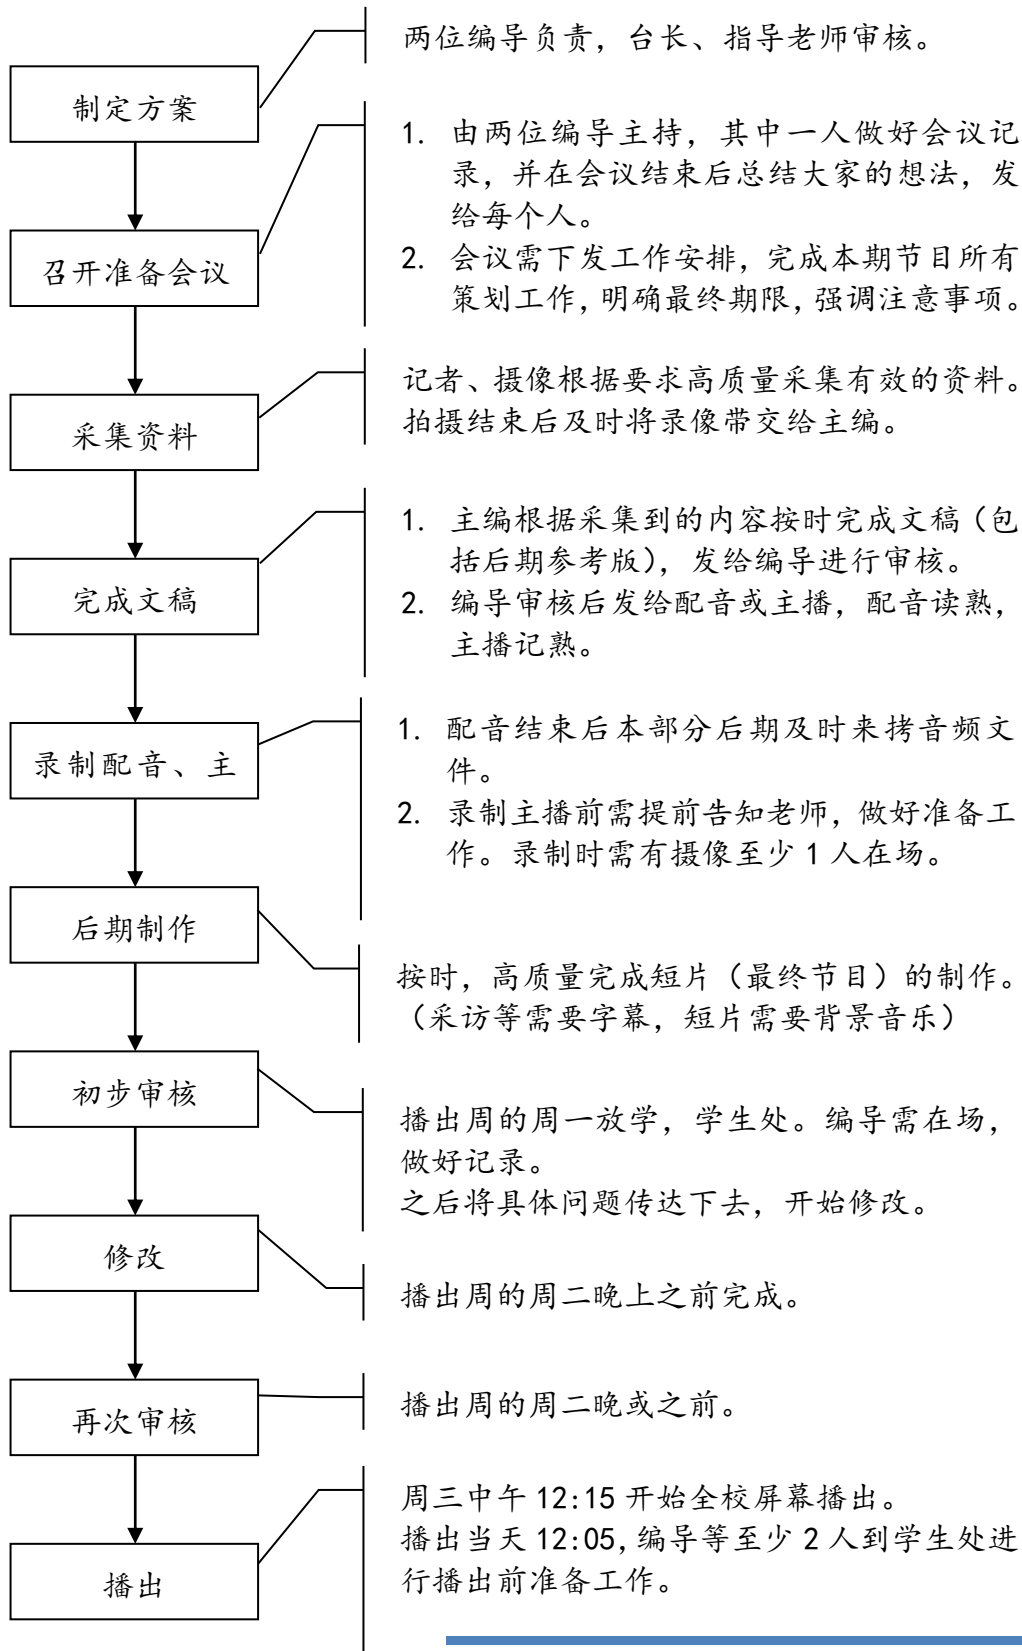 两位编导负责，台长、指导老师审核。
制定方案
1. 由两位编导主持，其中一人做好会议记
录，并在会议结束后总结大家的想法，发
给每个人。
2. 会议需下发工作安排，完成本期节目所有
策划工作，明确最终期限，强调注意事项。
召开准备会议
记者、摄像根据要求高质量采集有效的资料。
拍摄结束后及时将录像带交给主编。
采集资料
1. 主编根据采集到的内容按时完成文稿（包
括后期参考版），发给编导进行审核。
2. 编导审核后发给配音或主播，配音读熟，
主播记熟。
完成文稿
1. 配音结束后本部分后期及时来拷音频文
件。
2. 录制主播前需提前告知老师，做好准备工
作。录制时需有摄像至少 1 人在场。
录制配音、主
后期制作
按时，高质量完成短片（最终节目）的制作。
（采访等需要字幕，短片需要背景音乐）
初步审核
播出周的周一放学，学生处。编导需在场，
做好记录。
之后将具体问题传达下去，开始修改。
修改
播出周的周二晚上之前完成。
再次审核
播出周的周二晚或之前。
周三中午 12:15 开始全校屏幕播出。
播出当天 12:05，编导等至少 2 人到学生处进
行播出前准备工作。
播出